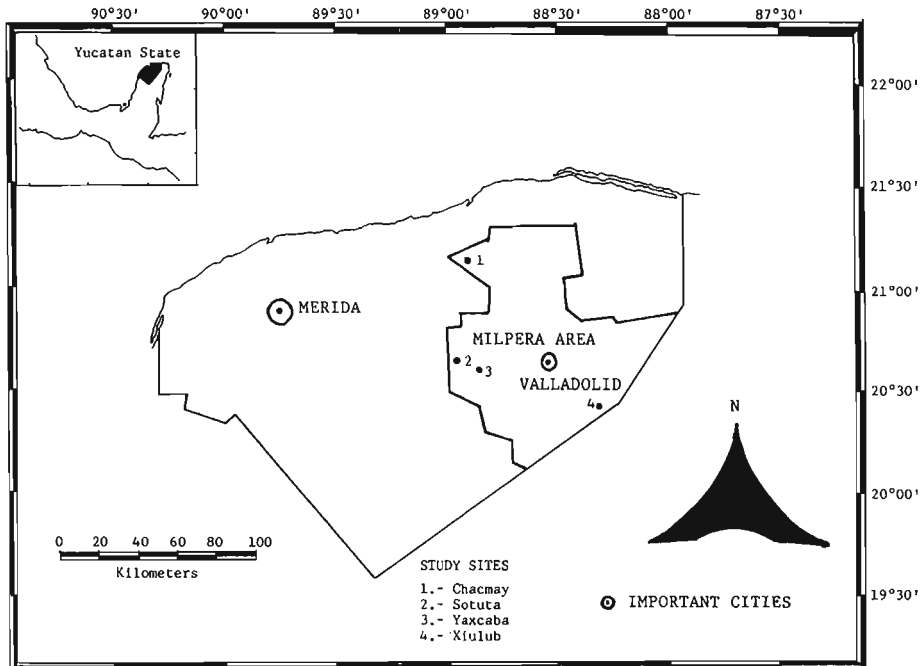 90°30' 90°00' 89°30' 89°00' 88°30' 88°00' 87°30'
Yucatan State
22°00'
21°30'
1
21°00'
MERIDA
MILPERA AREA
2
3
VALLADOLID
20°30'
4
N
20°00'
0 20 40 60 80 100
Kilometers
STUDY SITES
1.- Chacmay
2.- Sotuta
3.- Yaxcaba
4.- Xiulub
IMPORTANT CITIES
19°30'